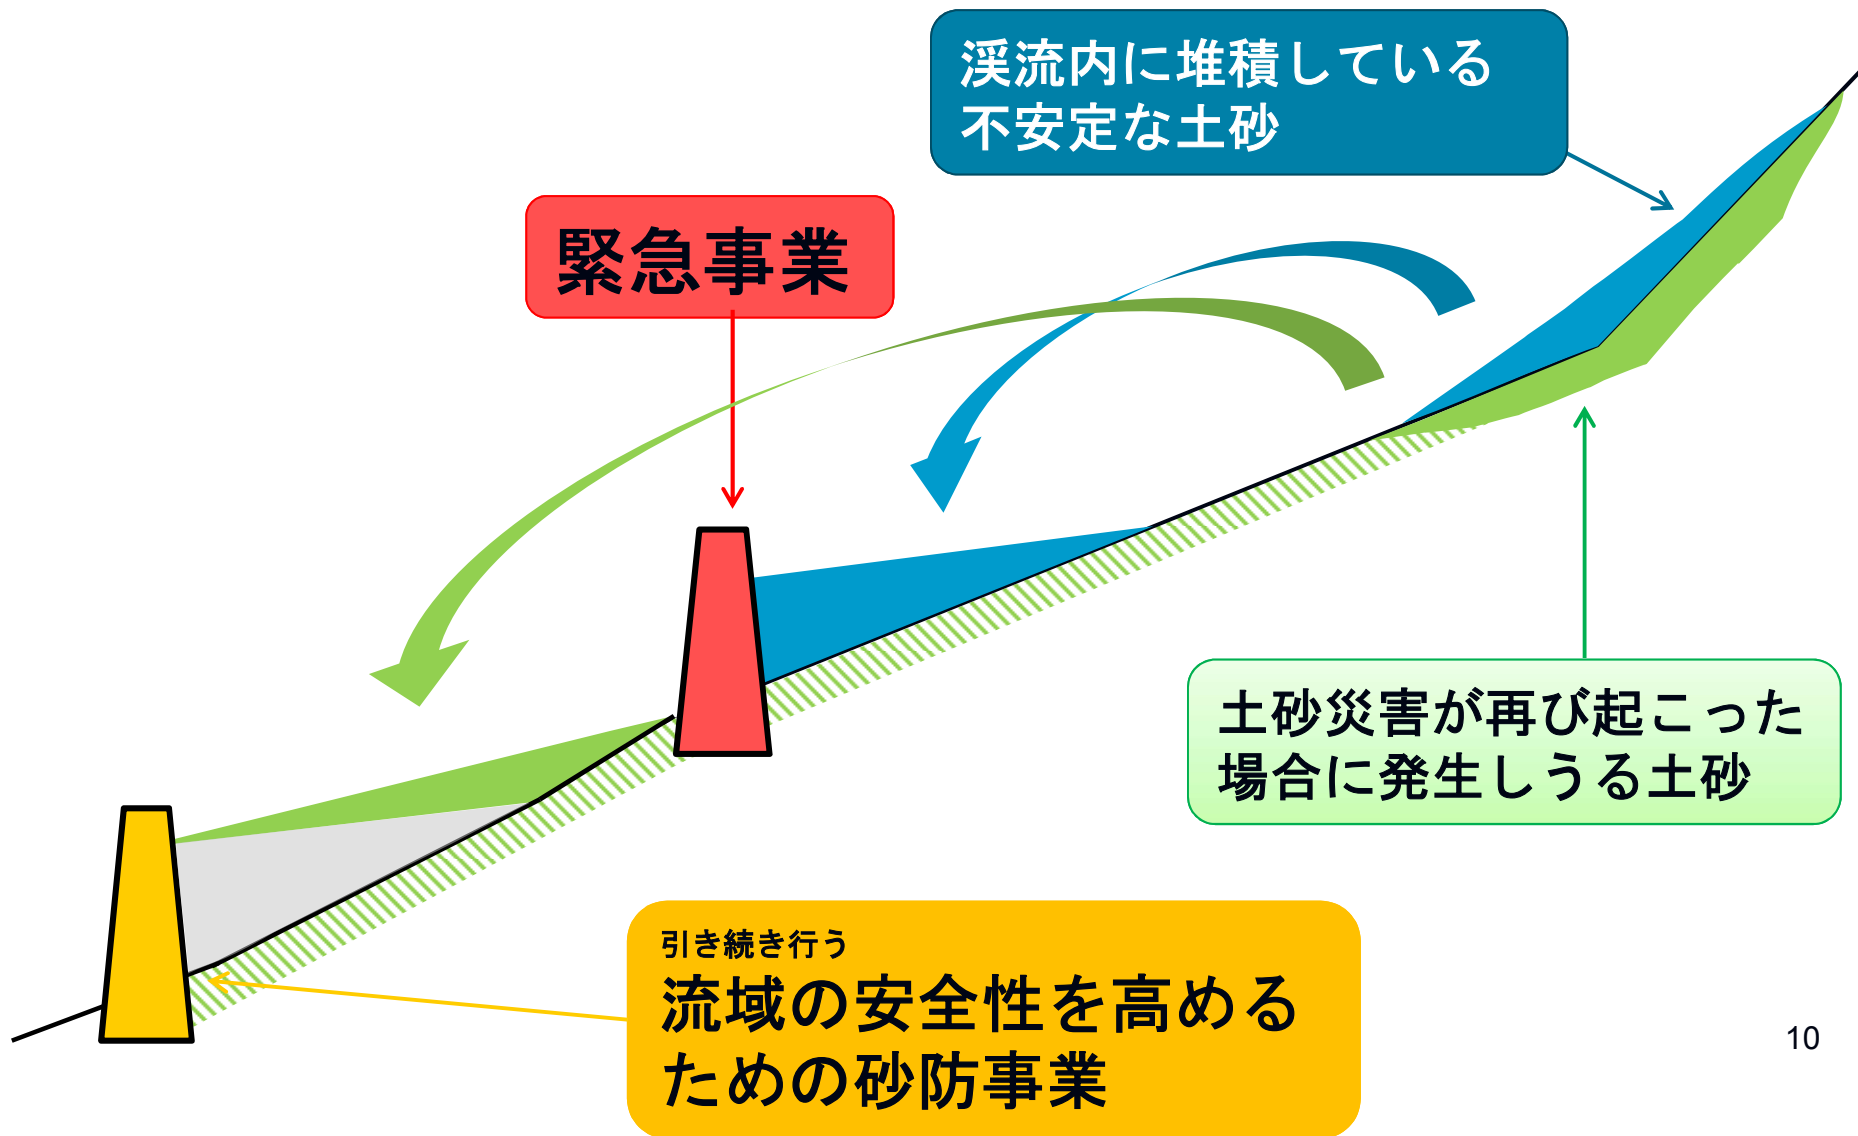 渓流内に堆積している
不安定な土砂
緊急事業
土砂災害が再び起こった
場合に発生しうる土砂
引き続き行う
流域の安全性を高める
ための砂防事業
10